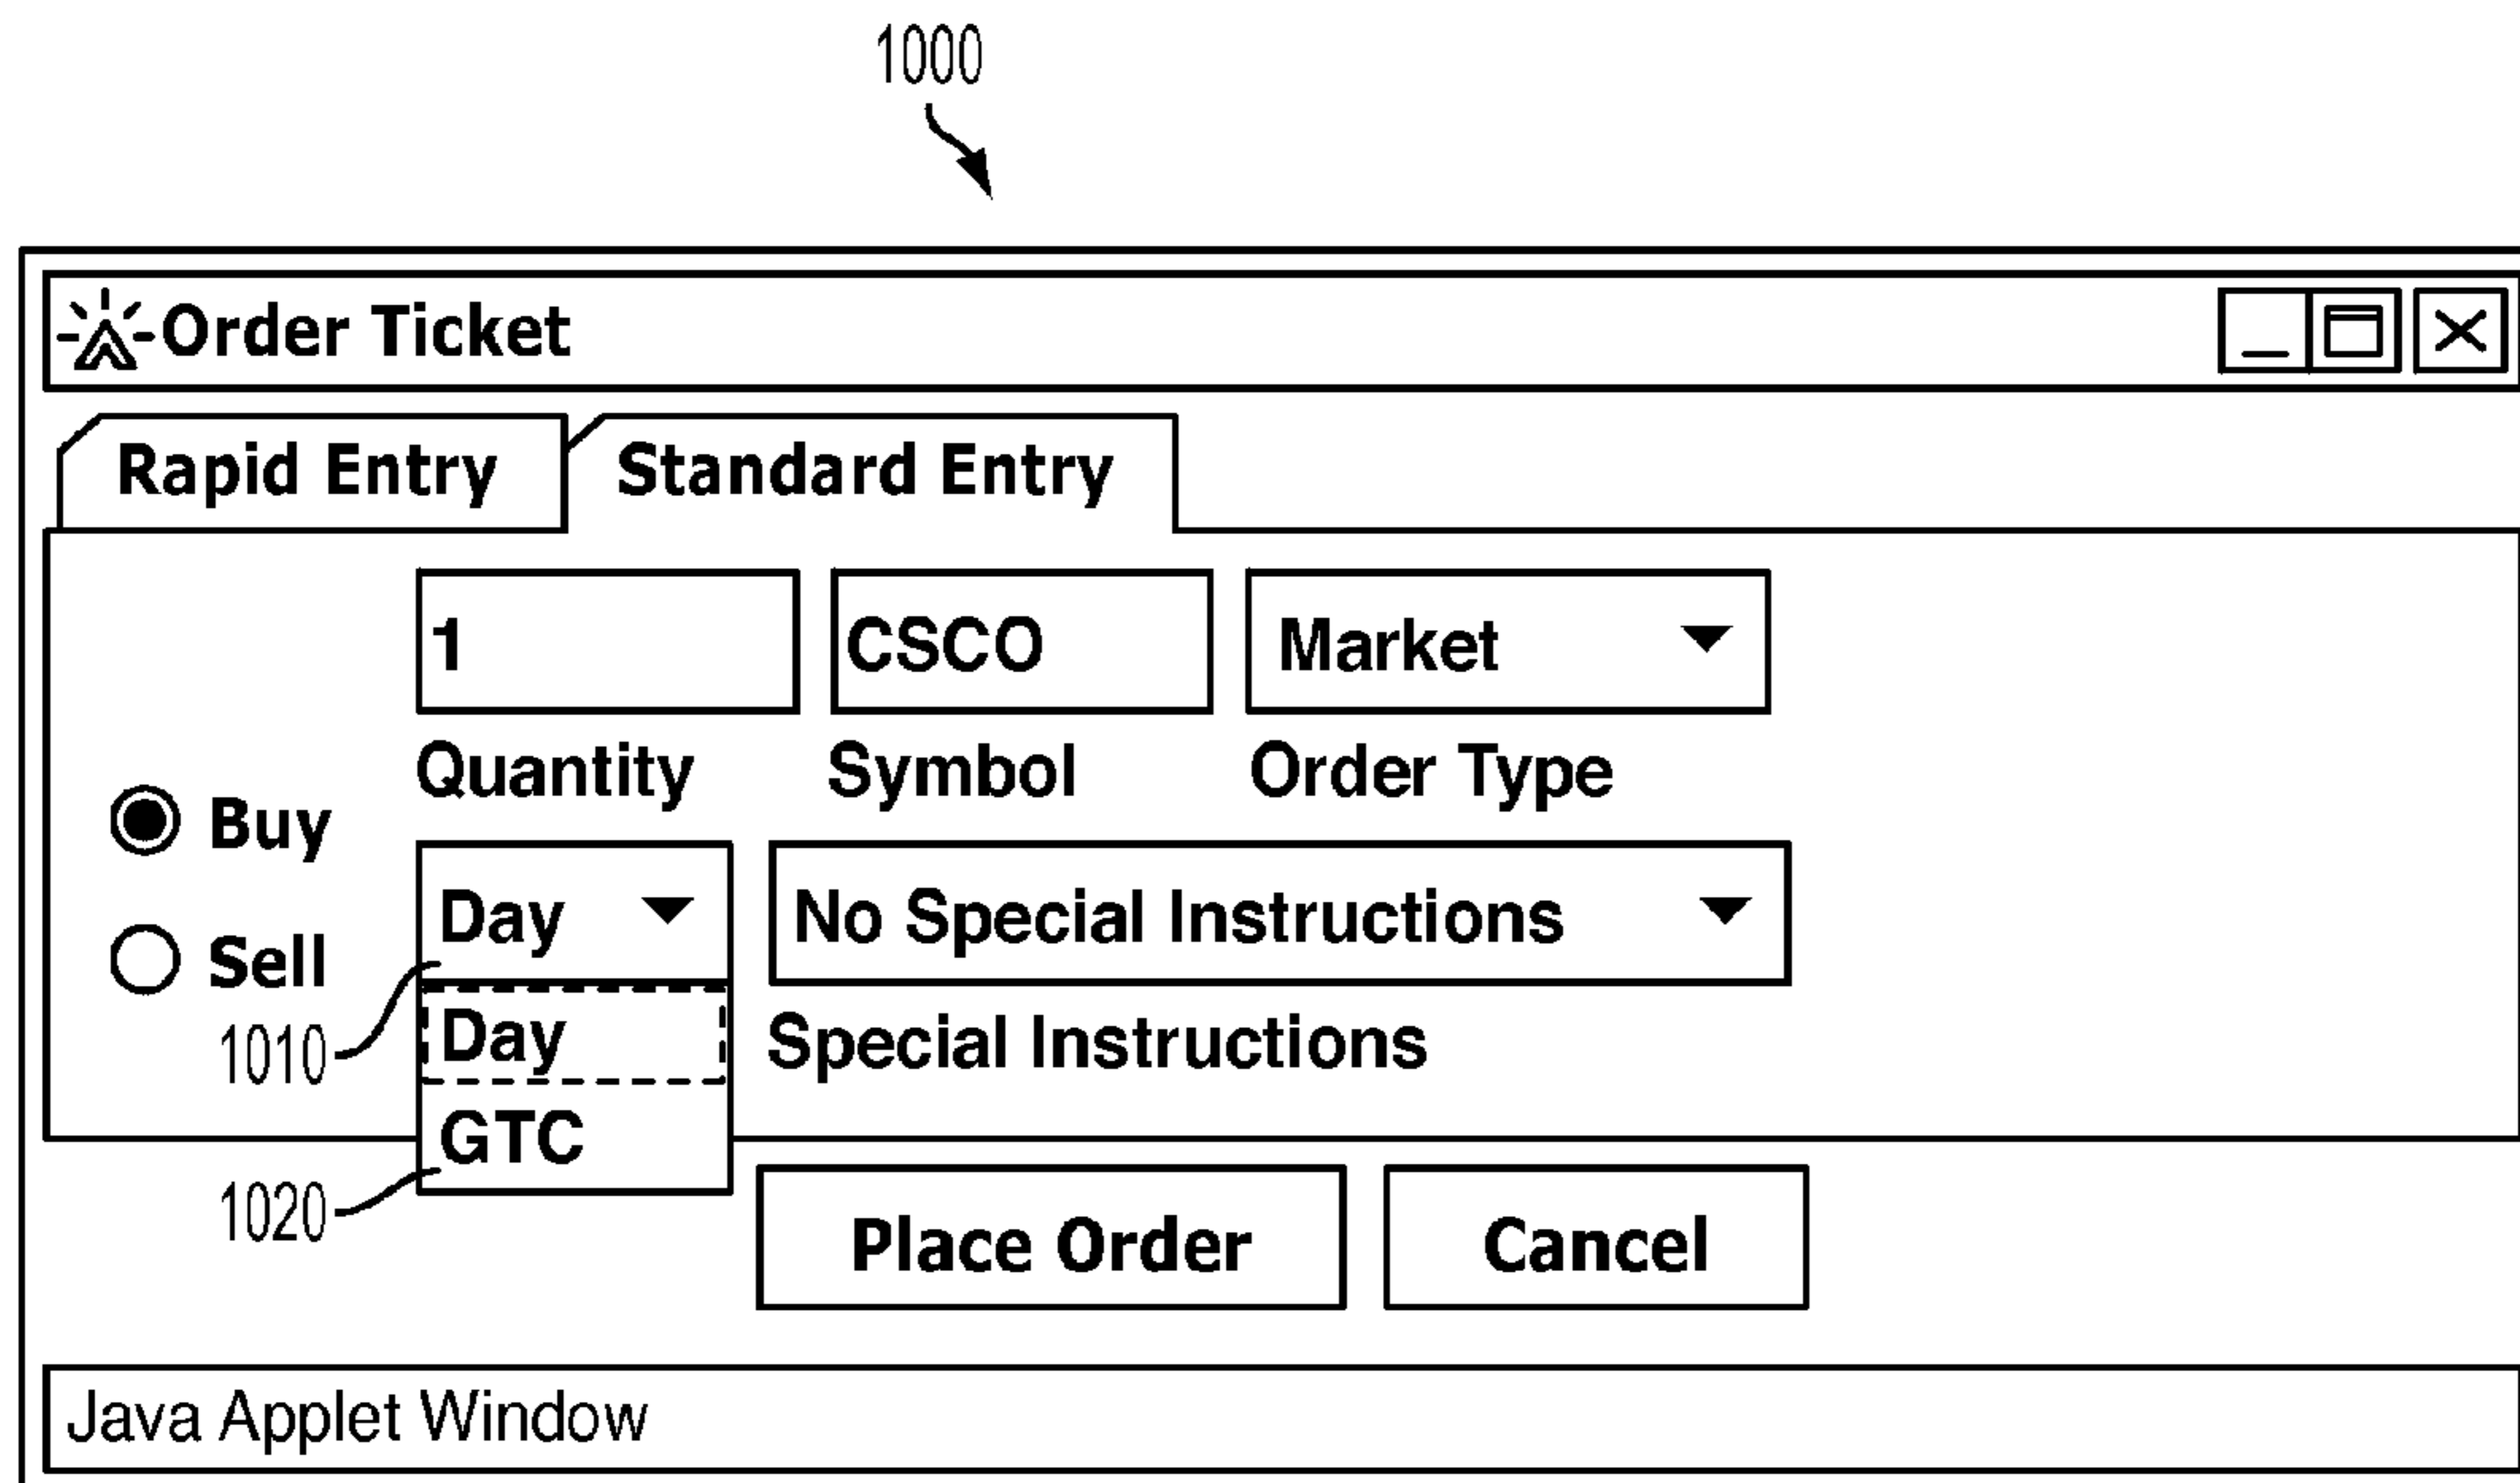 1000
Order Ticket
Rapid Entry Standard Entry
1 CSCO Market
Quantity Symbol Order Type
Buy
Day No Special Instructions
Sell
1010 Day Special Instructions
GTC
1020
Place Order Cancel
Java Applet Window